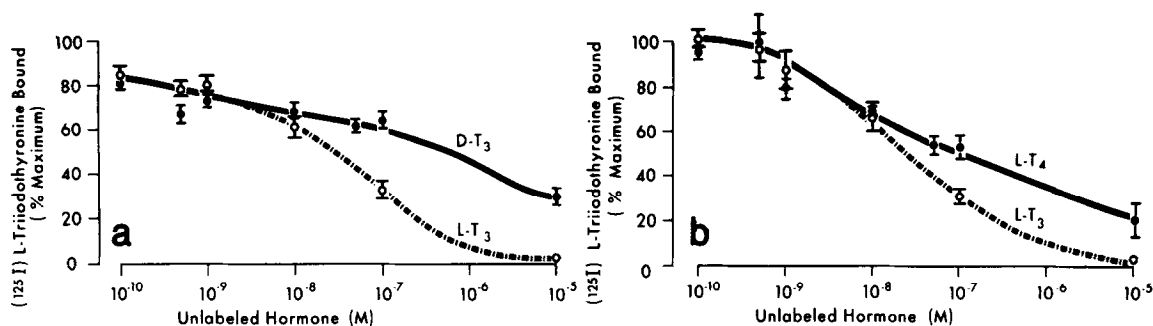 (¹²⁵I) L-Triiodothyronine Bound
( % Maximum)
100
80
60
40
20
0
a
D-T₃
L-T₃
10⁻¹⁰ 10⁻⁹ 10⁻⁸ 10⁻⁷ 10⁻⁶ 10⁻⁵
Unlabeled Hormone (M)
(¹²⁵I) L-Triiodothyronine Bound
( % Maximum)
100
80
60
40
20
0
b
L-T₄
L-T₃
10⁻¹⁰ 10⁻⁹ 10⁻⁸ 10⁻⁷ 10⁻⁶ 10⁻⁵
Unlabeled Hormone (M)